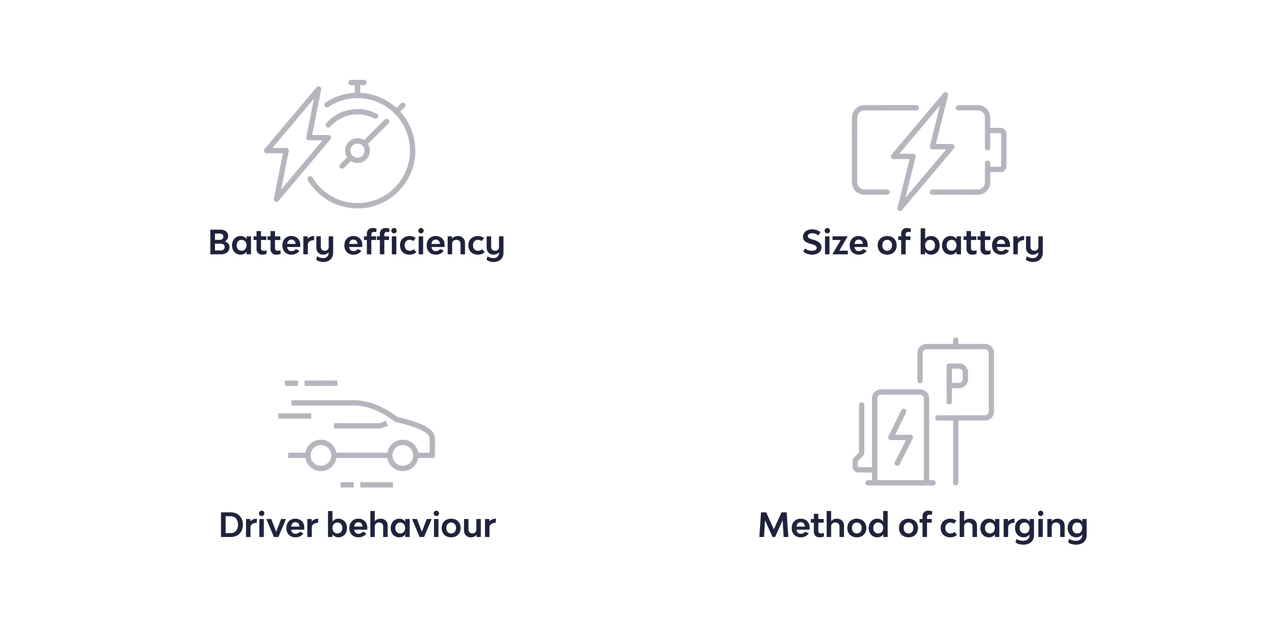 Battery efficiency
Size of battery
P
Driver behaviour
Method of charging